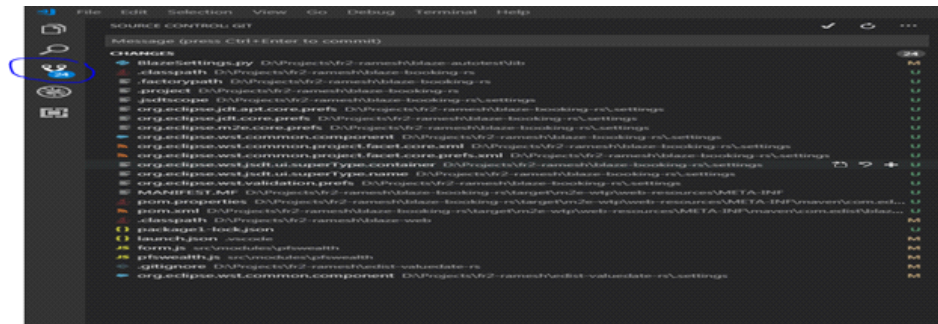 File Edit Selection View Go Debug Terminal Help
SOURCE CONTROL: GIT
Message (press Ctrl+Enter to commit)
CHANGES 24
BlazeSettings.py D:\Projects\fr2-ramesh\blaze-autotest\lib M
.classpath D:\Projects\fr2-ramesh\blaze-booking-rs U
.factorypath D:\Projects\fr2-ramesh\blaze-booking-rs U
.project D:\Projects\fr2-ramesh\blaze-booking-rs U
.jsdtscope D:\Projects\fr2-ramesh\blaze-booking-rs\.settings U
org.eclipse.jdt.apt.core.prefs D:\Projects\fr2-ramesh\blaze-booking-rs\.settings U
org.eclipse.jdt.core.prefs D:\Projects\fr2-ramesh\blaze-booking-rs\.settings U
org.eclipse.m2e.core.prefs D:\Projects\fr2-ramesh\blaze-booking-rs\.settings U
org.eclipse.wst.common.component D:\Projects\fr2-ramesh\blaze-booking-rs\.settings U
org.eclipse.wst.common.project.facet.core.xml D:\Projects\fr2-ramesh\blaze-booking-rs\.settings U
org.eclipse.wst.common.project.facet.core.prefs.xml D:\Projects\fr2-ramesh\blaze-booking-rs\.settings U
org.eclipse.wst.jsdt.ui.superType.container D:\Projects\fr2-ramesh\blaze-booking-rs\.settings U
org.eclipse.wst.jsdt.ui.superType.name D:\Projects\fr2-ramesh\blaze-booking-rs\.settings U
org.eclipse.wst.validation.prefs D:\Projects\fr2-ramesh\blaze-booking-rs\.settings U
MANIFEST.MF D:\Projects\fr2-ramesh\blaze-booking-rs\target\m2e-wtp\web-resources\META-INF U
pom.properties D:\Projects\fr2-ramesh\blaze-booking-rs\target\m2e-wtp\web-resources\META-INF\maven\com.ed... U
pom.xml D:\Projects\fr2-ramesh\blaze-booking-rs\target\m2e-wtp\web-resources\META-INF\maven\com.edist\blaz... U
.classpath D:\Projects\fr2-ramesh\blaze-web M
package1-lock.json U
launch.json .vscode M
form.js src\modules\pfswealth M
pfswealth.js src\modules\pfswealth M
.gitignore D:\Projects\fr2-ramesh\edist-valuedate-rs M
org.eclipse.wst.common.component D:\Projects\fr2-ramesh\edist-valuedate-rs\.settings M
24